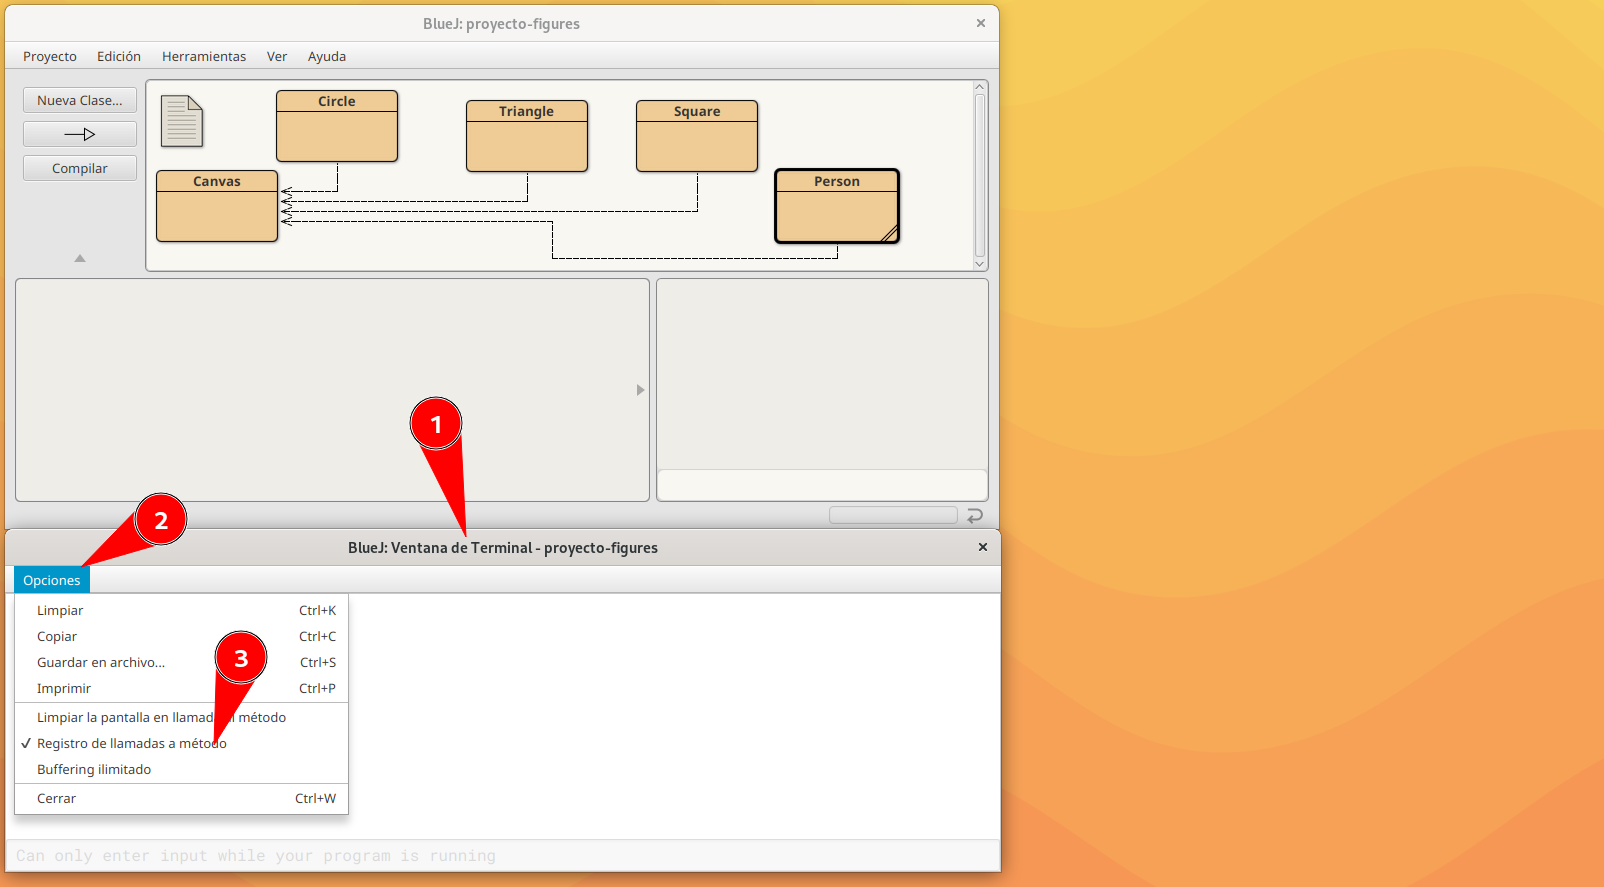 BlueJ: proyecto-figures
Proyecto Edición Herramientas Ver Ayuda
Nueva Clase...
Compilar
Circle
Triangle
Square
Canvas
Person
1
2
BlueJ: Ventana de Terminal - proyecto-figures
Opciones
Limpiar Ctrl+K
Copiar Ctrl+C
Guardar en archivo... Ctrl+S
3
Imprimir Ctrl+P
Limpiar la pantalla en método
Registro de llamadas a método
Buffering ilimitado
Cerrar Ctrl+W
Can only enter input while your program is running